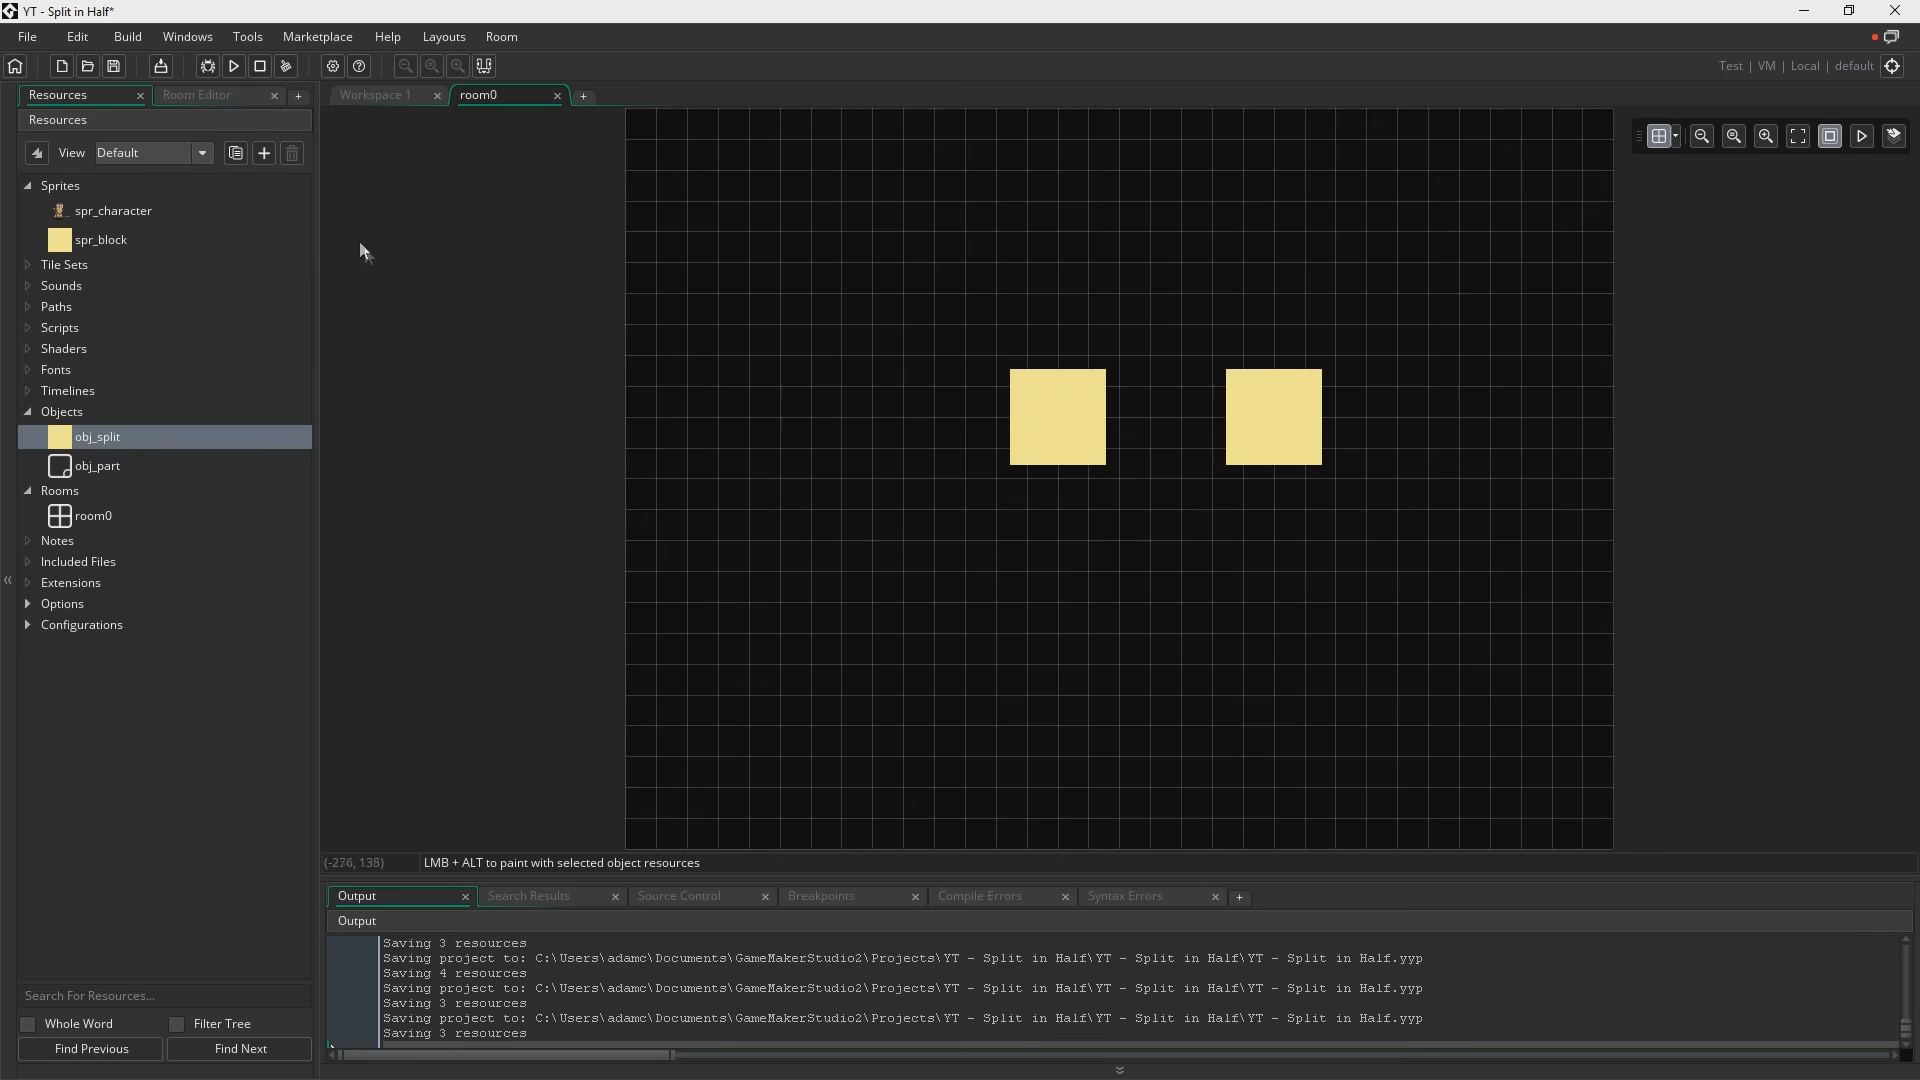 YT - Split in Half*
File Edit Build Windows Tools Marketplace Help Layouts Room
Test | VM | Local | default
Resources Room Editor
Workspace 1 room0
Resources
View Default
Sprites
spr_character
spr_block
Tile Sets
Sounds
Paths
Scripts
Shaders
Fonts
Timelines
Objects
obj_split
obj_part
Rooms
room0
Notes
Included Files
Extensions
Options
Configurations
Search For Resources...
Whole Word Filter Tree
Find Previous Find Next
(-276, 138) LMB + ALT to paint with selected object resources
Output Search Results Source Control Breakpoints Compile Errors Syntax Errors
Output
Saving 3 resources
Saving project to: C:\Users\adamc\Documents\GameMakerStudio2\Projects\YT - Split in Half\YT - Split in Half\YT - Split in Half.yyp
Saving 4 resources
Saving project to: C:\Users\adamc\Documents\GameMakerStudio2\Projects\YT - Split in Half\YT - Split in Half\YT - Split in Half.yyp
Saving 3 resources
Saving project to: C:\Users\adamc\Documents\GameMakerStudio2\Projects\YT - Split in Half\YT - Split in Half\YT - Split in Half.yyp
Saving 3 resources